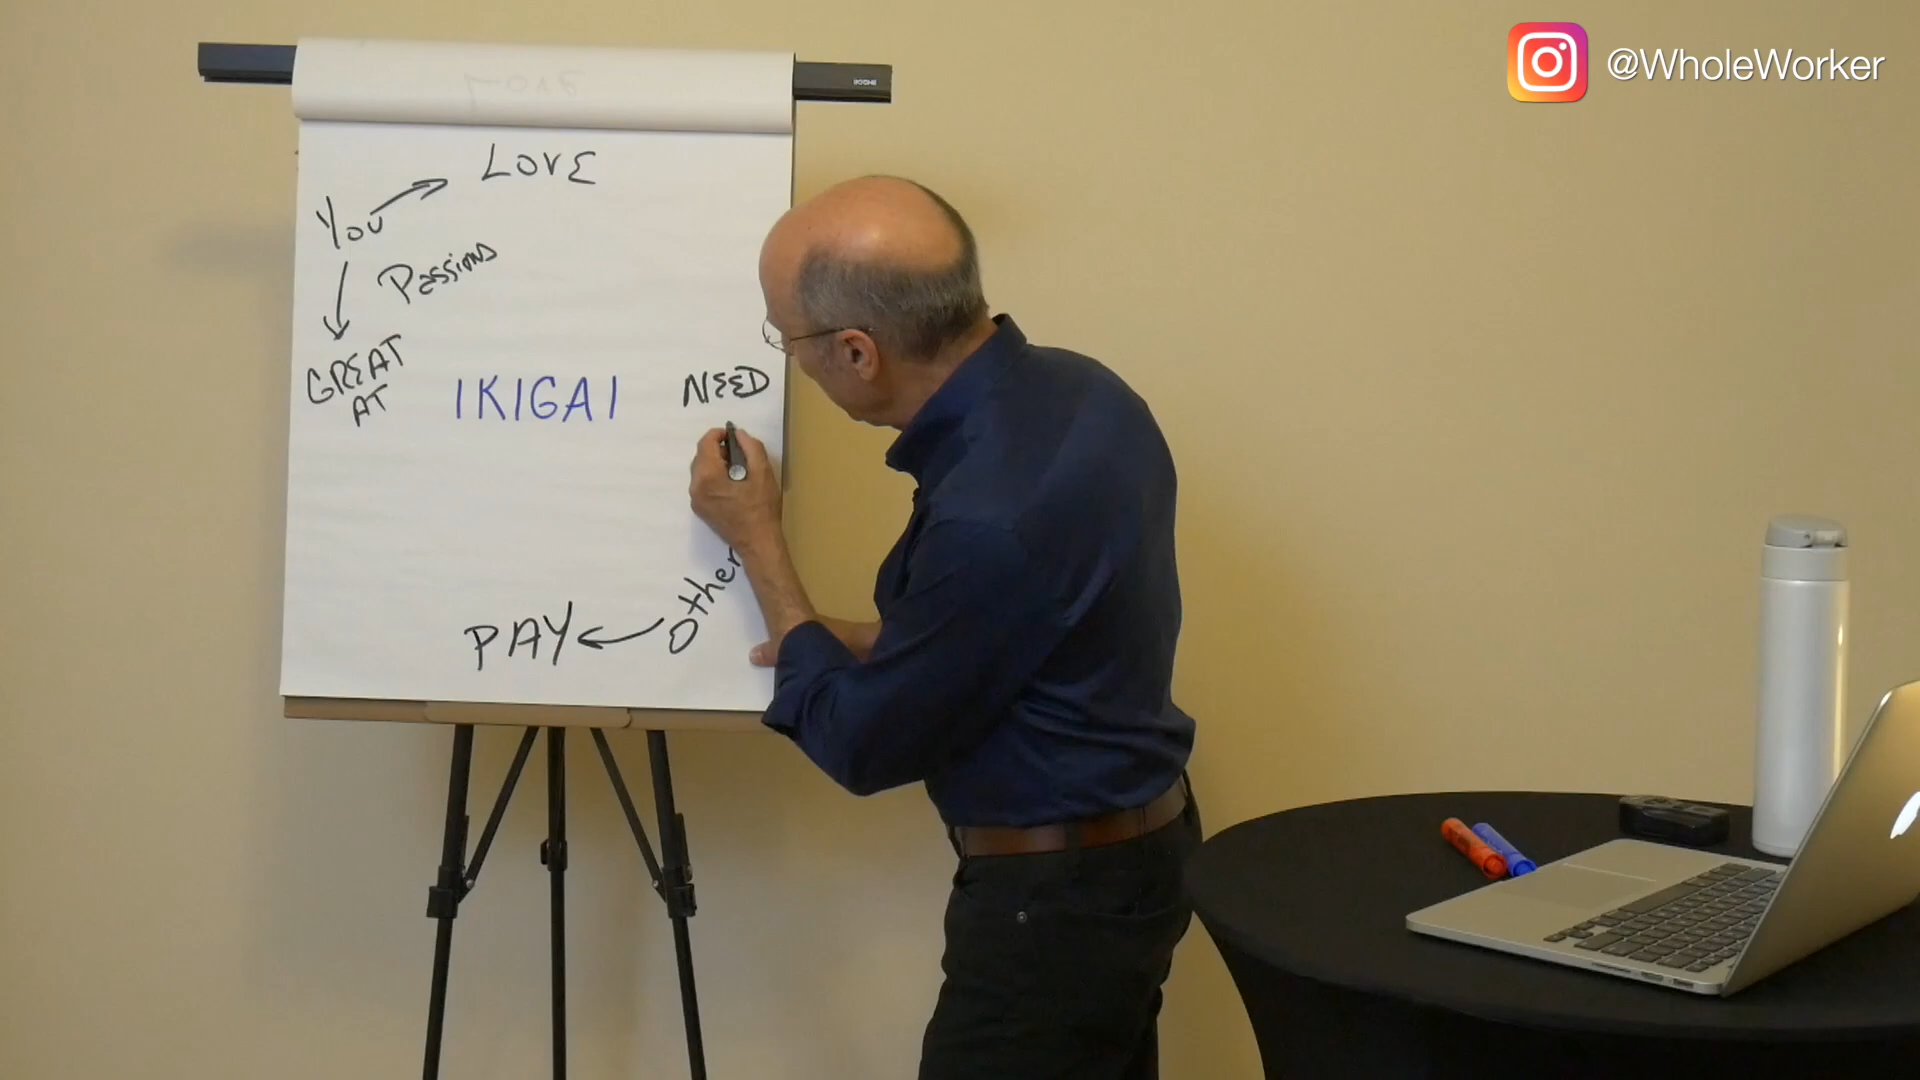 @WholeWorker
LOVE
You
Passions
GREAT
AT
IKIGAI
NEED
Other
PAY